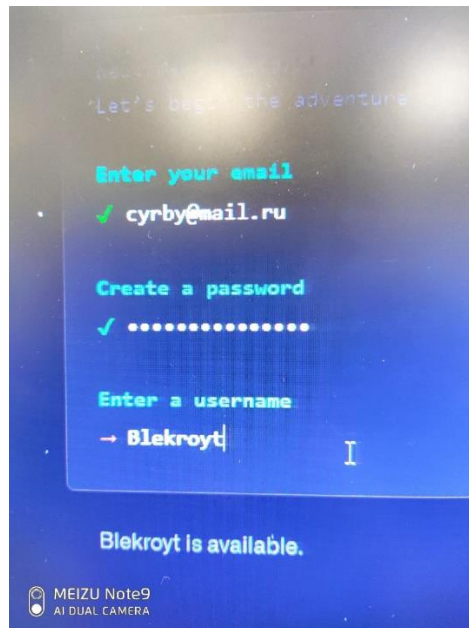 Let's begin the adventure
Enter your email
✓ cyrby@mail.ru
Create a password
✓ •••••••••••••••
Enter a username
→ Blekroyt
Blekroyt is available.
MEIZU Note9
AI DUAL CAMERA